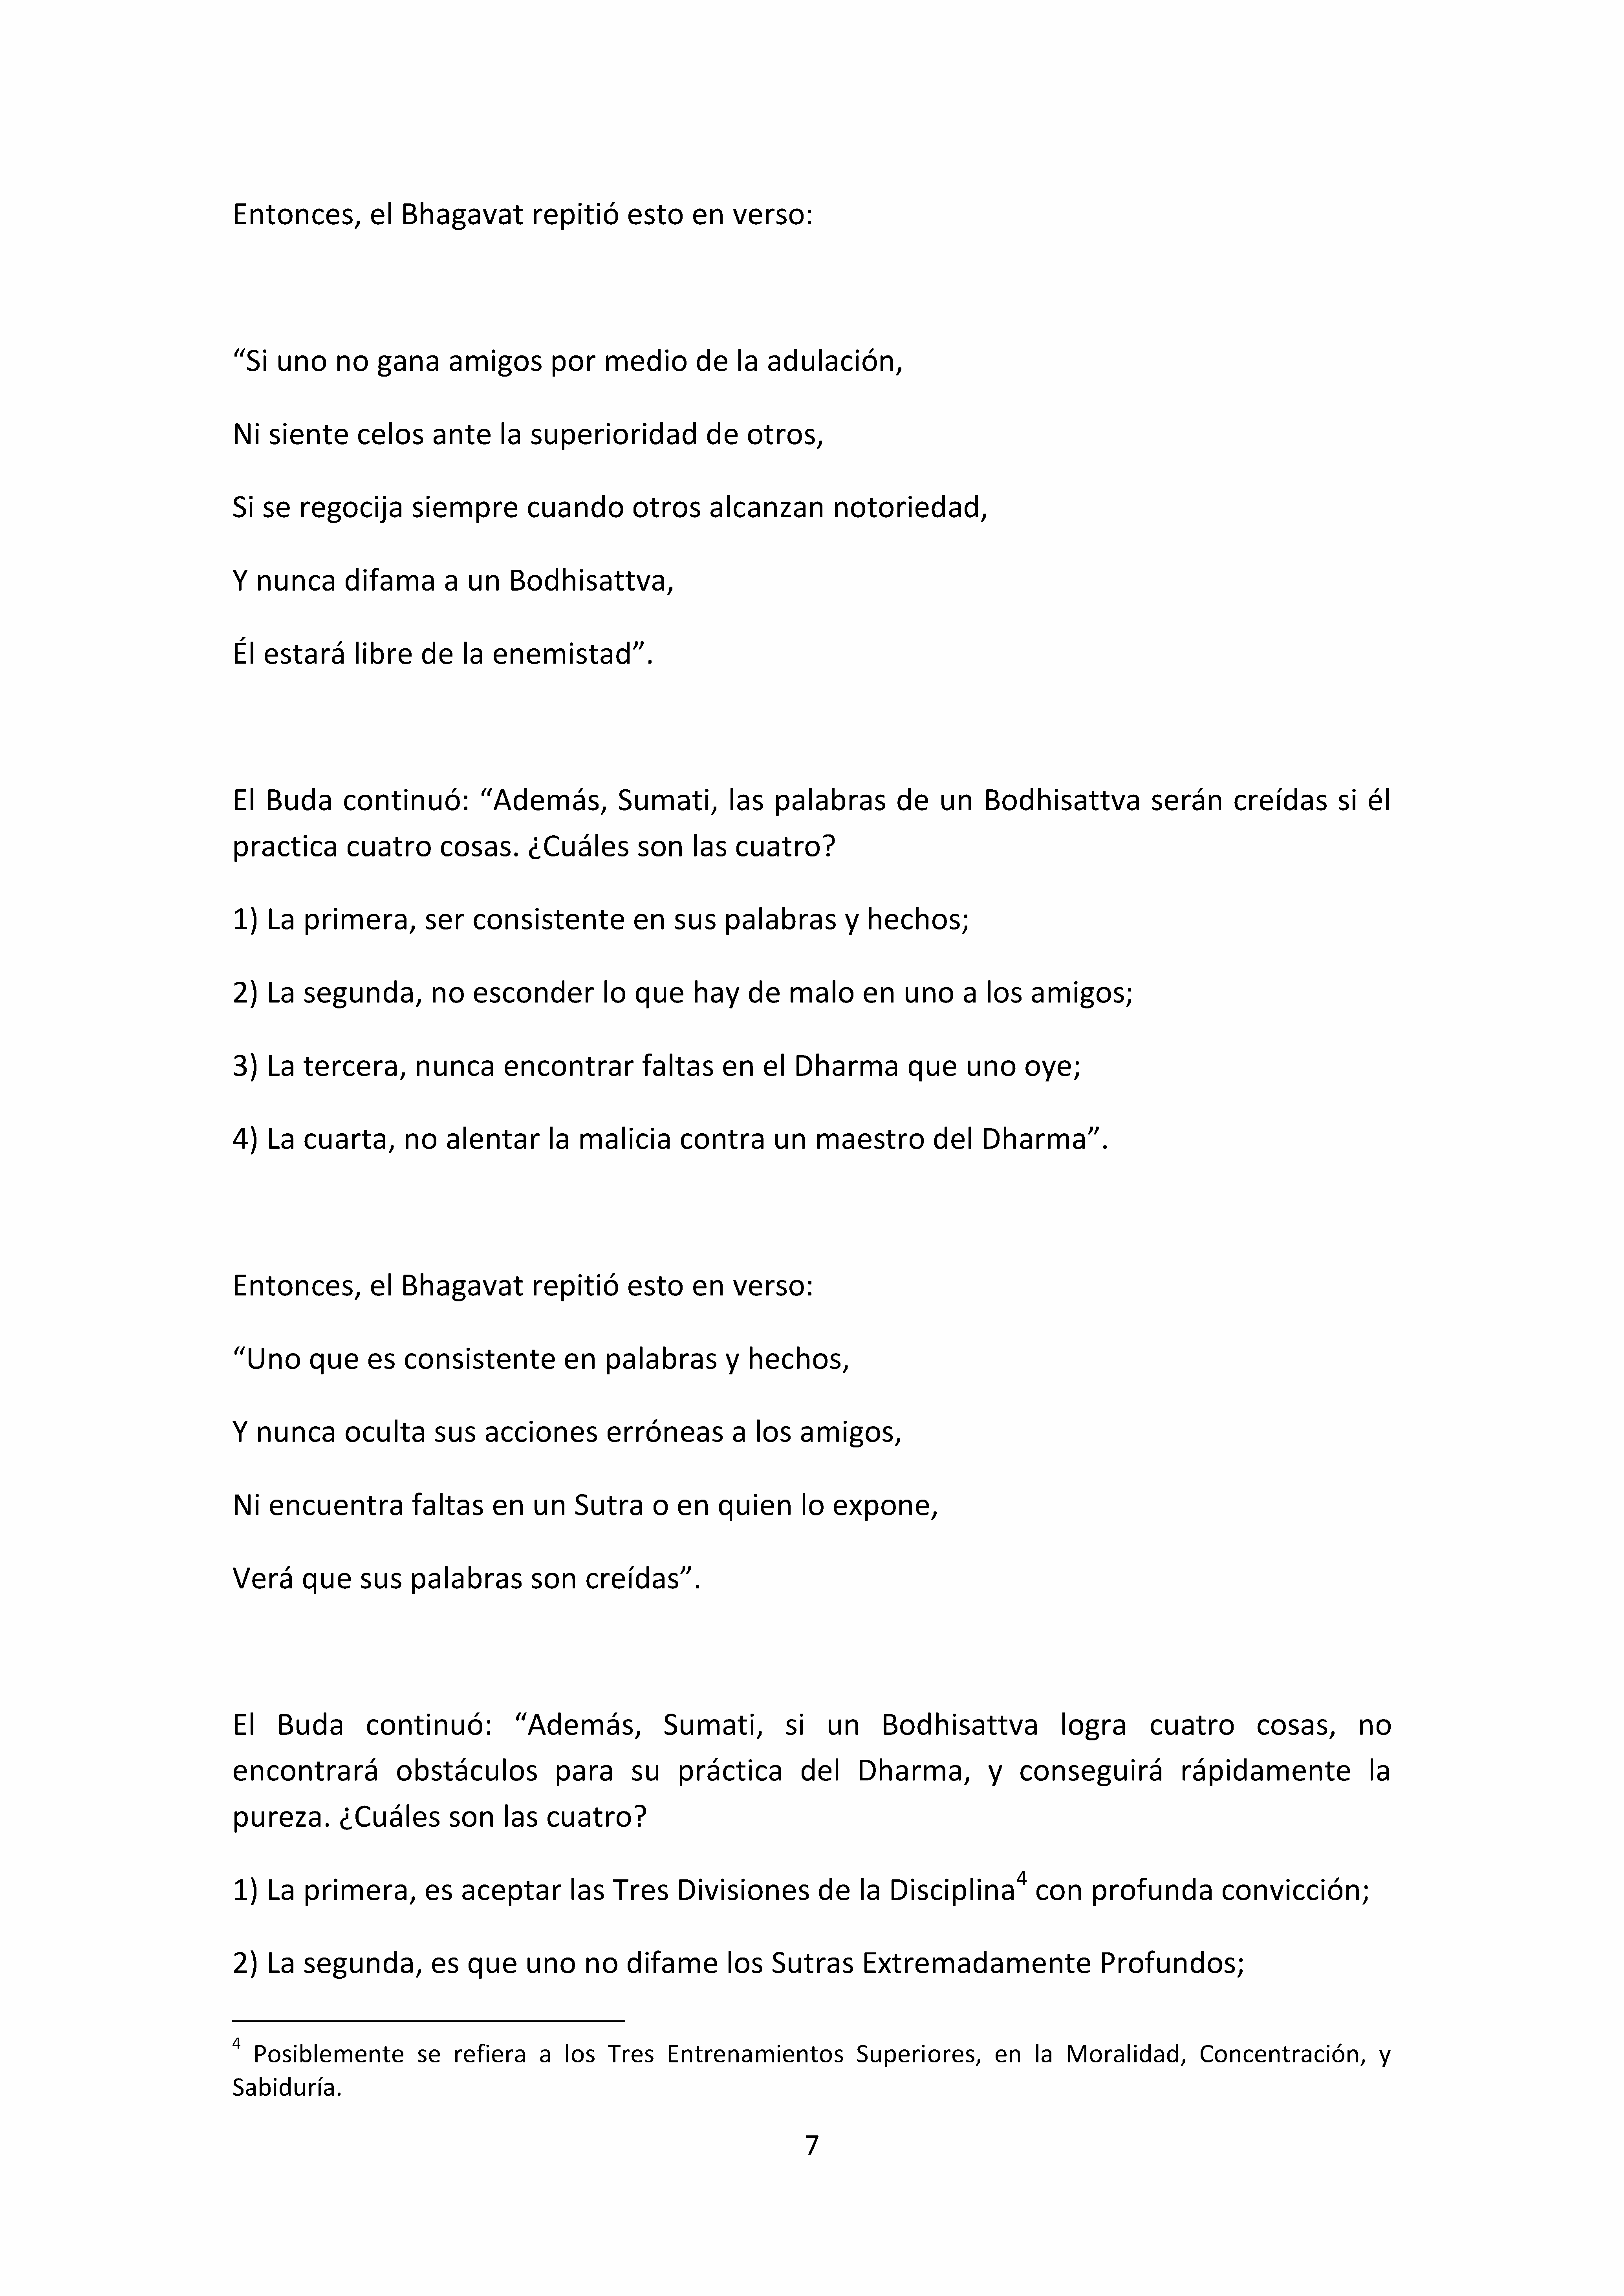 Entonces, el Bhagavat repitió esto en verso:
“Si uno no gana amigos por medio de la adulación,
Ni siente celos ante la superioridad de otros,
Si se regocija siempre cuando otros alcanzan notoriedad,
Y nunca difama a un Bodhisattva,
Él estará libre de la enemistad”.
El Buda continuó: “Además, Sumati, las palabras de un Bodhisattva serán creídas si él
practica cuatro cosas. ¿Cuáles son las cuatro?
1) La primera, ser consistente en sus palabras y hechos;
2) La segunda, no esconder lo que hay de malo en uno a los amigos;
3) La tercera, nunca encontrar faltas en el Dharma que uno oye;
4) La cuarta, no alentar la malicia contra un maestro del Dharma”.
Entonces, el Bhagavat repitió esto en verso:
“Uno que es consistente en palabras y hechos,
Y nunca oculta sus acciones erróneas a los amigos,
Ni encuentra faltas en un Sutra o en quien lo expone,
Verá que sus palabras son creídas”.
El Buda continuó: “Además, Sumati, si un Bodhisattva logra cuatro cosas, no
encontrará obstáculos para su práctica del Dharma, y conseguirá rápidamente la
pureza. ¿Cuáles son las cuatro?
1) La primera, es aceptar las Tres Divisiones de la Disciplina4 con profunda convicción;
2) La segunda, es que uno no difame los Sutras Extremadamente Profundos;
4 Posiblemente se refiera a los Tres Entrenamientos Superiores, en la Moralidad, Concentración, y
Sabiduría.
7